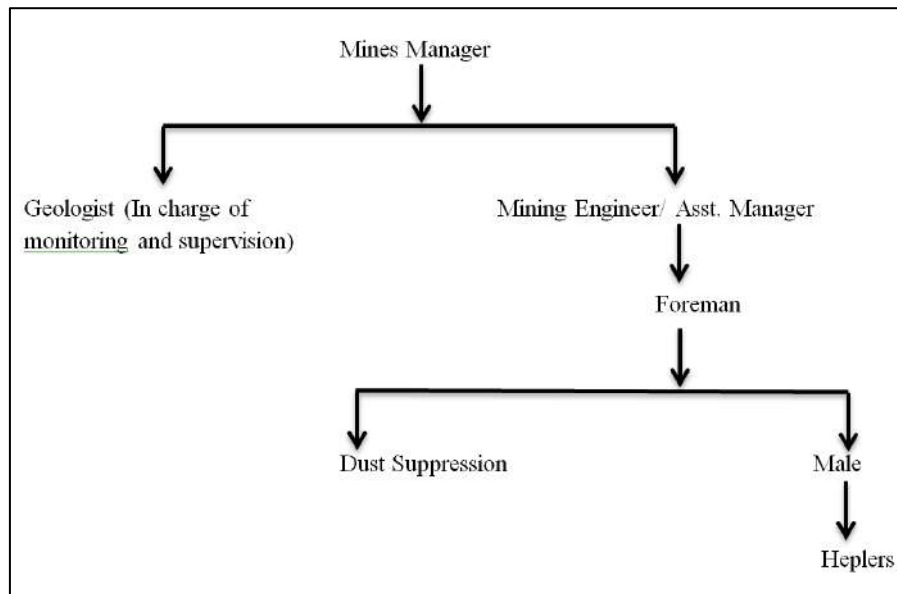 Mines Manager
Geologist (In charge of
monitoring and supervision)
Mining Engineer/ Asst. Manager
Foreman
Dust Suppression
Male
Heplers